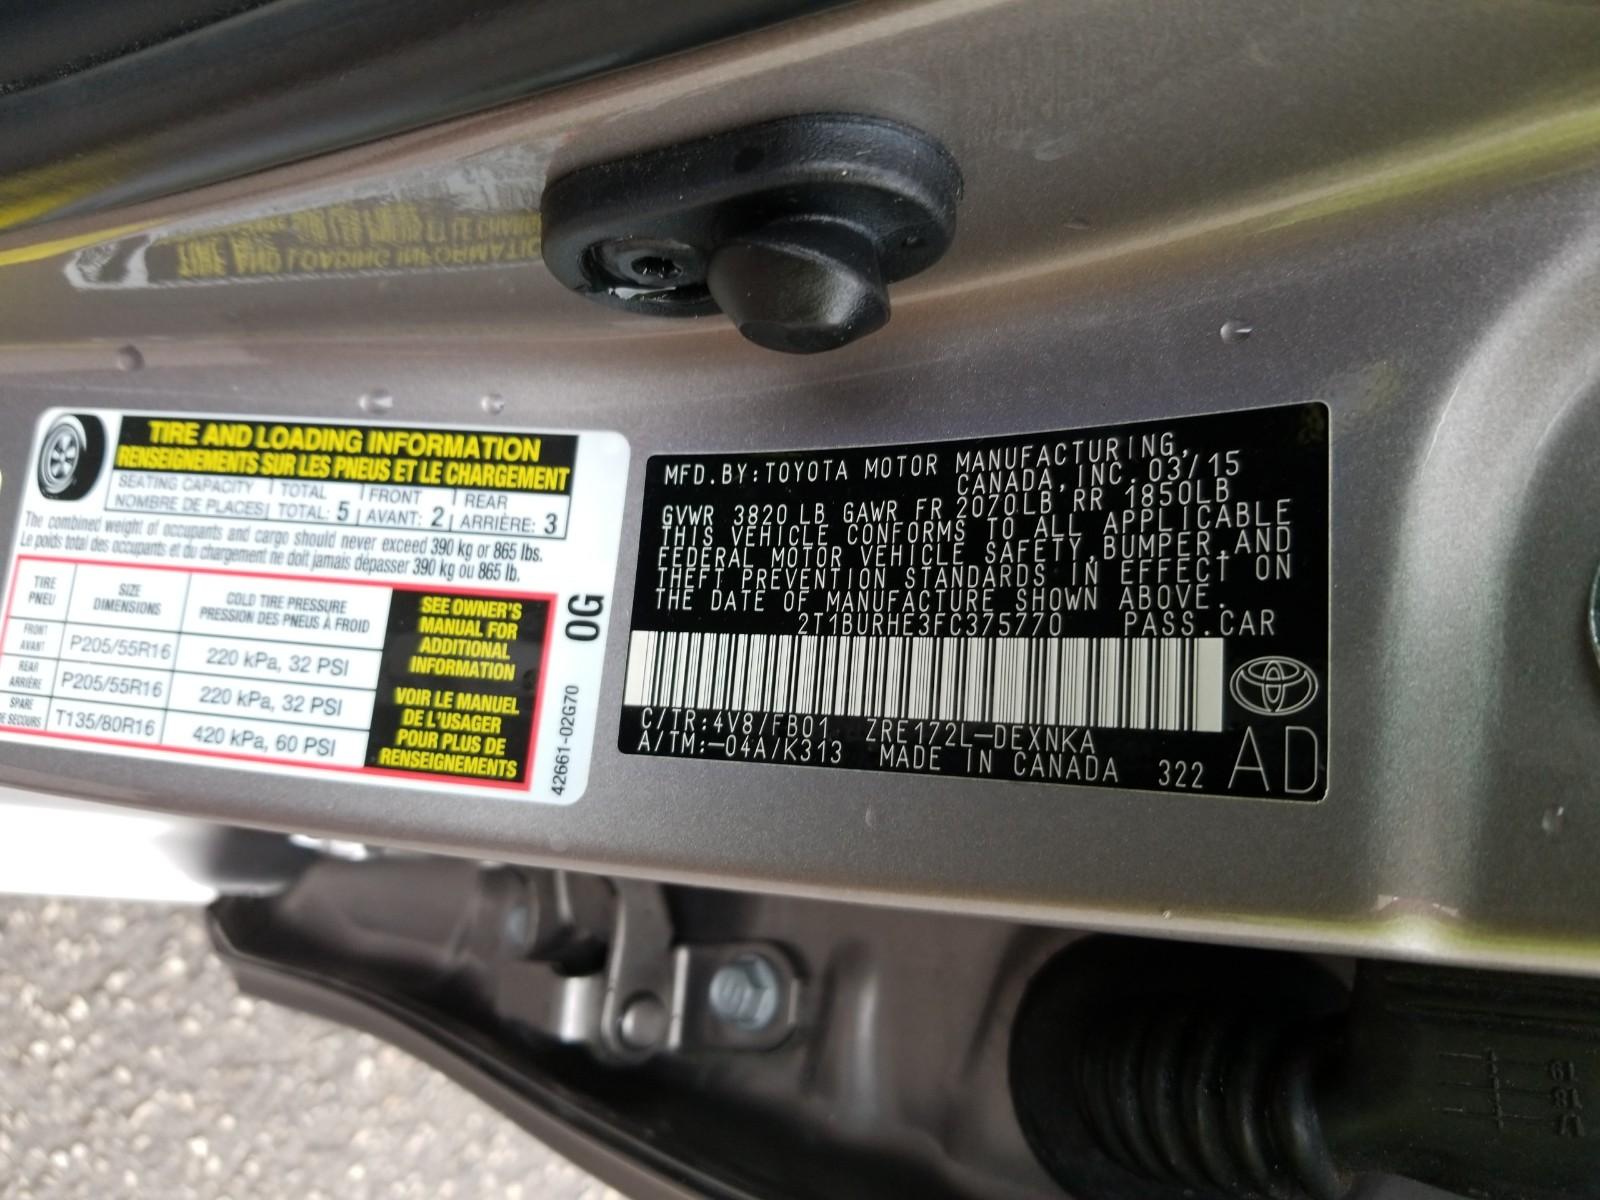 TIRE AND LOADING INFORMATION
RENSEIGNEMENTS SUR LES PNEUS ET LE CHARGEMENT
SEATING CAPACITY TOTAL FRONT REAR
NOMBRE DE PLACES TOTAL: 5 AVANT: 2 ARRIÈRE: 3
The combined weight of occupants and cargo should never exceed 390 kg or 865 lbs.
Le poids total des occupants et du chargement ne doit jamais dépasser 390 kg ou 865 lb.
TIRE
PNEU
SIZE
DIMENSIONS
COLD TIRE PRESSURE
PRESSION DES PNEUS À FROID
FRONT
AVANT
P205/55R16
220 kPa, 32 PSI
REAR
ARRIÈRE
P205/55R16
220 kPa, 32 PSI
SPARE
DE SECOURS
T135/80R16
420 kPa, 60 PSI
SEE OWNER'S
MANUAL FOR
ADDITIONAL
INFORMATION
VOIR LE MANUEL
DE L'USAGER
POUR PLUS DE
RENSEIGNEMENTS
0G
42661-02G70
MFD.BY:TOYOTA MOTOR MANUFACTURING,
CANADA, INC. 03/15
GVWR 3820 LB GAWR FR 2070LB RR 1850LB
THIS VEHICLE CONFORMS TO ALL APPLICABLE
FEDERAL MOTOR VEHICLE SAFETY,BUMPER,AND
THEFT PREVENTION STANDARDS IN EFFECT ON
THE DATE OF MANUFACTURE SHOWN ABOVE.
2T1BURHE3FC375770 PASS.CAR
C/TR:4V8/FB01 ZRE172L-DEXNKA
A/TM:-04A/K313 MADE IN CANADA 322
AD